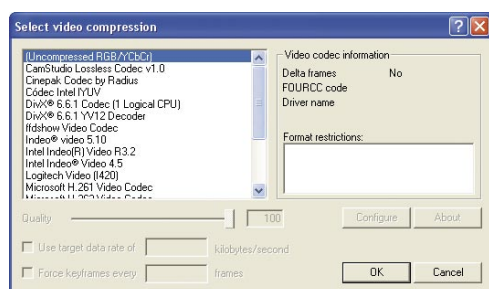 Select video compression
(Uncompressed RGB/YCbCr)
CamStudio Lossless Codec v1.0
Cinepak Codec by Radius
Códec Intel IYUV
DivX® 6.6.1 Codec (1 Logical CPU)
DivX® 6.6.1 YV12 Decoder
ffdshow Video Codec
Indeo® video 5.10
Intel Indeo(R) Video R3.2
Intel Indeo® Video 4.5
Logitech Video (I420)
Microsoft H.261 Video Codec
Video codec information
Delta frames No
FOURCC code
Driver name
Format restrictions:
Quality 100
Configure About
Use target data rate of kilobytes/second
Force keyframes every frames
OK Cancel